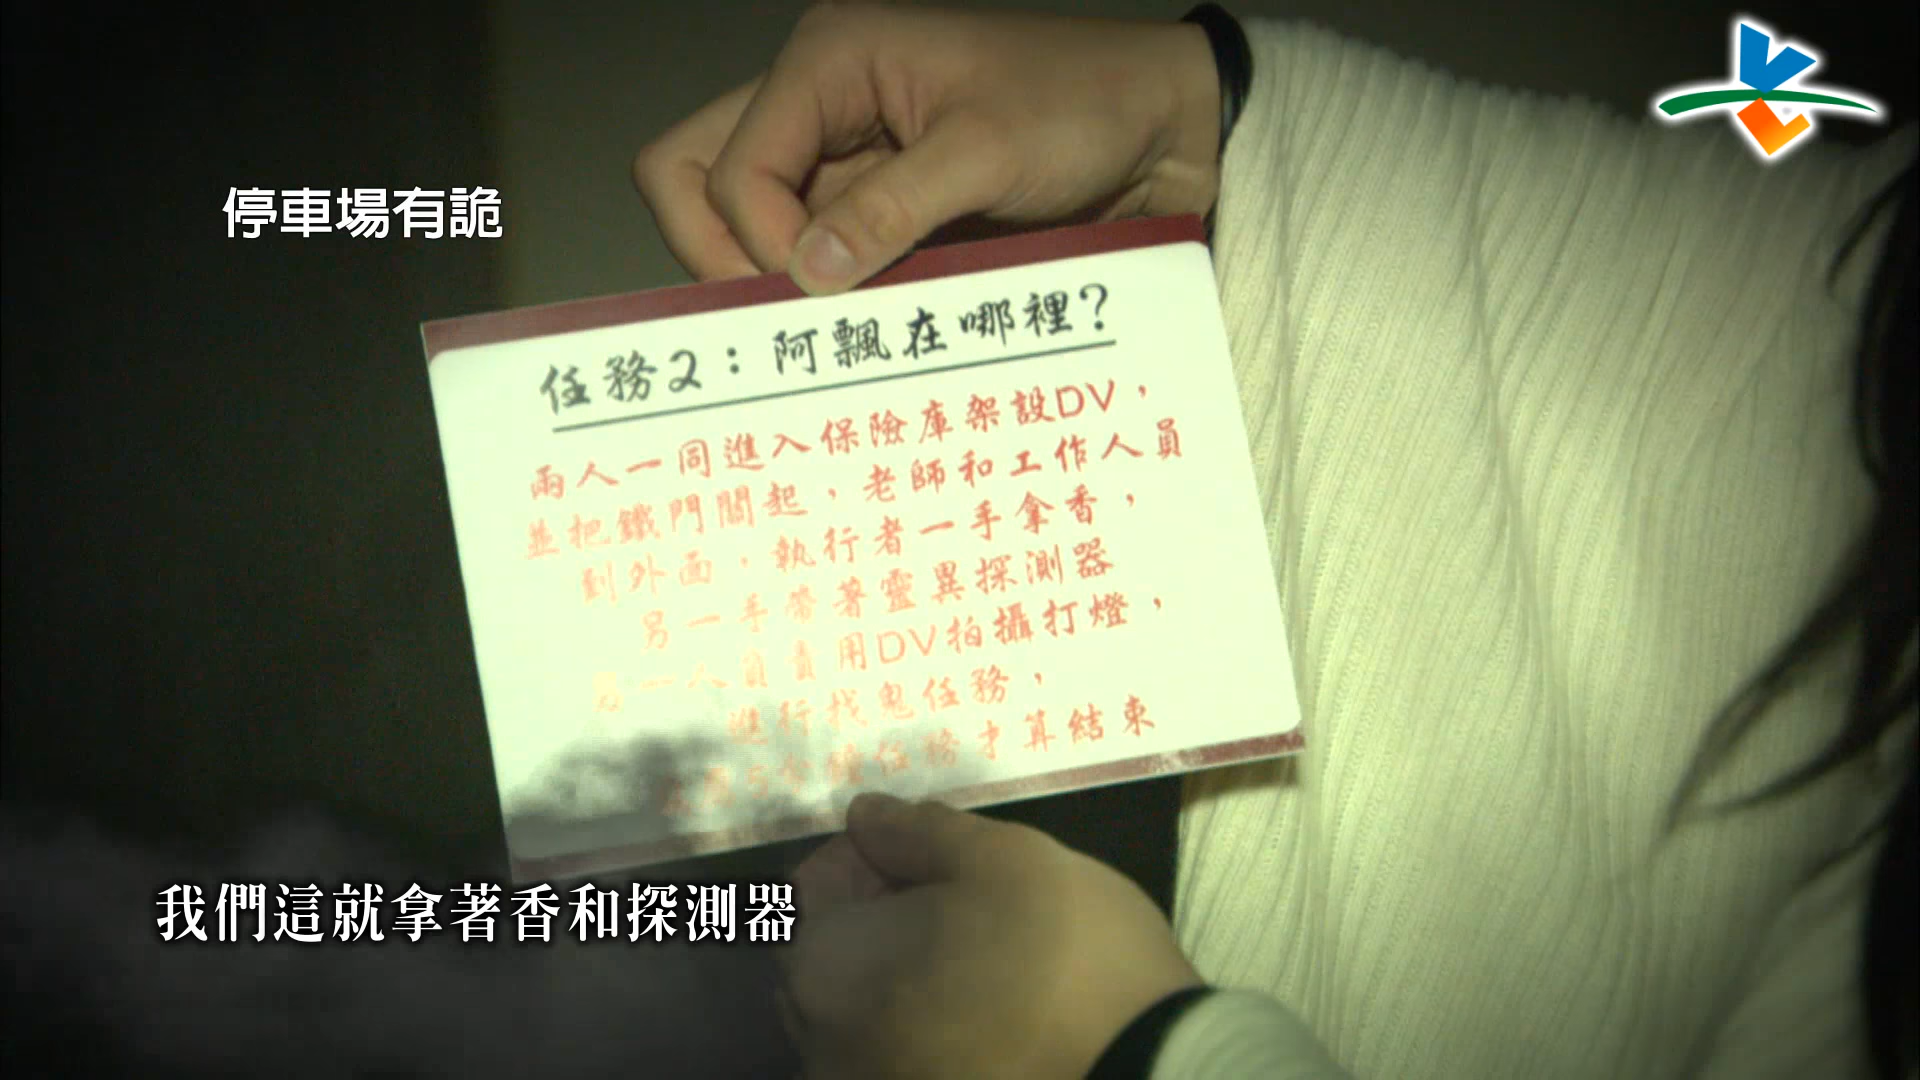 停車場有詭
任務2：阿飄在哪裡？
兩人一同進入保險庫架設DV，
並把鐵門關起，老師和工作人員
到外面，執行者一手拿香，
另一手帶著靈異探測器
另一人負責用DV拍攝打燈，
進行找鬼任務，
5分鐘任務才算結束
我們這就拿著香和探測器